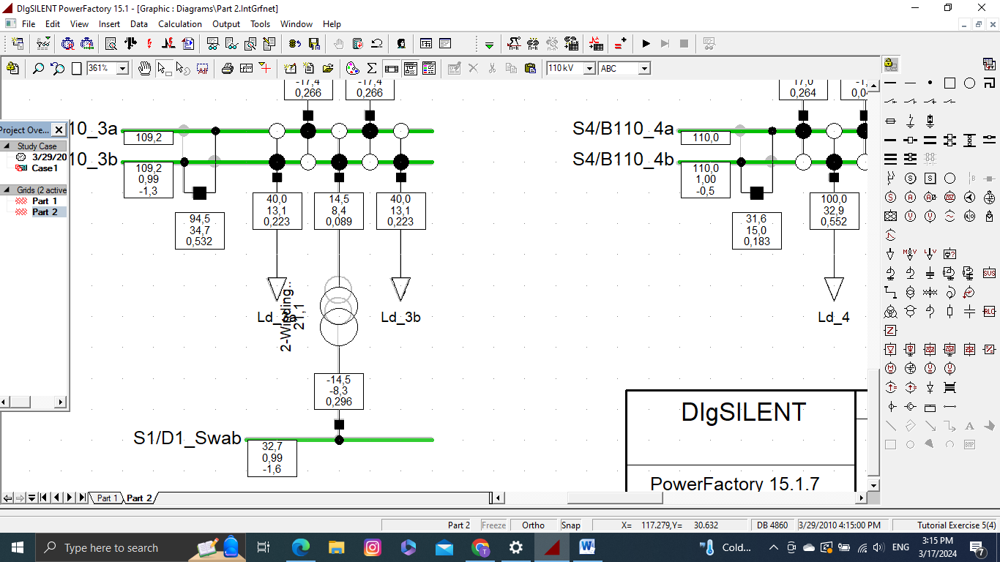 DIgSILENT PowerFactory 15.1 - [Graphic : Diagrams\Part 2.IntGrfnet]
File Edit View Insert Data Calculation Output Tools Window Help
361%
110 kV
ABC
-17,4
0,266
-17,4
0,266
17,0
0,264
Project Ove...
Study Case
3/29/20
Case1
Grids (2 active
Part 1
Part 2
10_3a
109,2
10_3b
109,2
0,99
-1,3
94,5
34,7
0,532
40,0
13,1
0,223
14,5
8,4
0,089
40,0
13,1
0,223
S4/B110_4a
110,0
S4/B110_4b
110,0
1,00
-0,5
31,6
15,0
0,183
100,0
32,9
0,552
Ld_3a
2-Winding..
21,1
Ld_3b
Ld_4
-14,5
-8,3
0,296
S1/D1_Swab
32,7
0,99
-1,6
DIgSILENT
PowerFactory 15.1.7
SVS
RLC
BMP
Part 1
Part 2
Part 2
Freeze
Ortho
Snap
X= 117.279,Y= 30.632
DB 4860
3/29/2010 4:15:00 PM
Tutorial Exercise 5(4)
Type here to search
Cold...
ENG
3:15 PM
3/17/2024
7